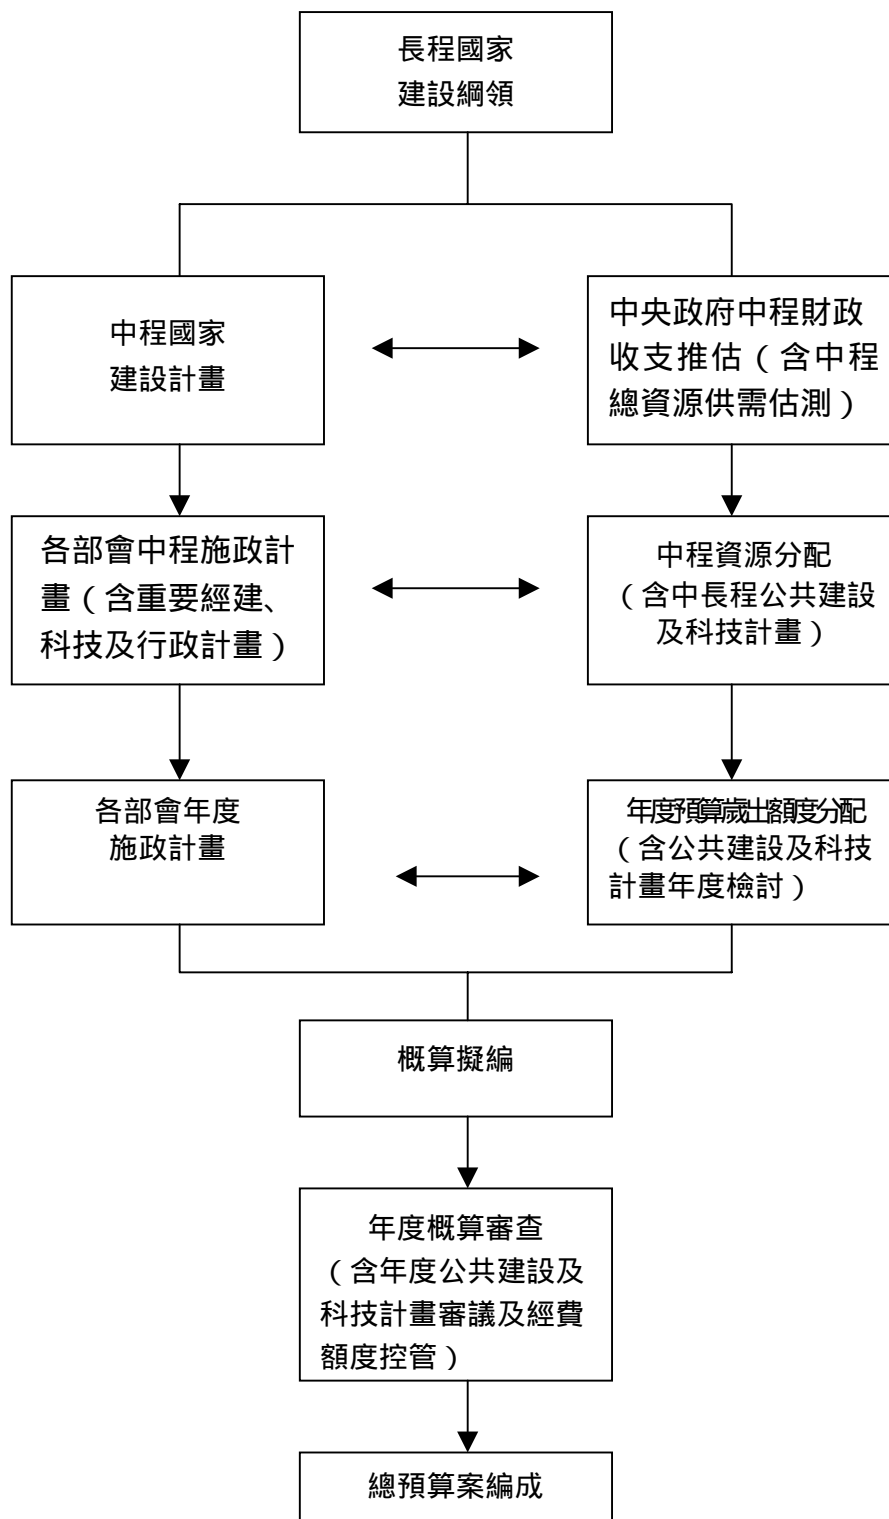 長程國家
建設綱領
中程國家
建設計畫
中央政府中程財政
收支推估（含中程
總資源供需估測）
各部會中程施政計
畫（含重要經建、
科技及行政計畫）
中程資源分配
（含中長程公共建設
及科技計畫）
各部會年度
施政計畫
年度預算歲出額度分配
（含公共建設及科技
計畫年度檢討）
概算擬編
年度概算審查
（含年度公共建設及
科技計畫審議及經費
額度控管）
總預算案編成